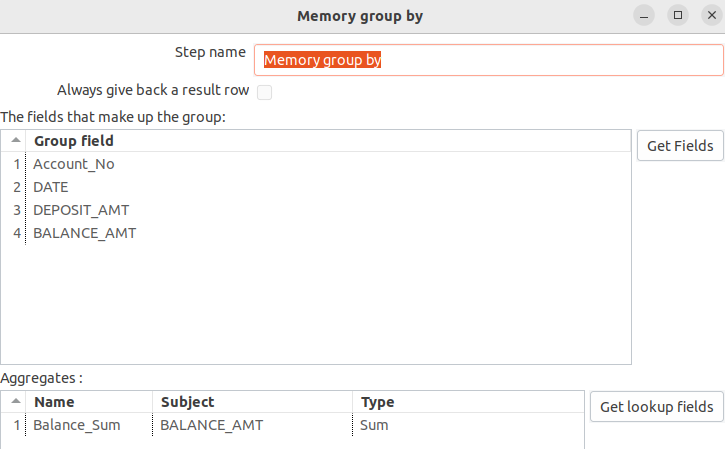 Memory group by
Step name Memory group by
Always give back a result row
The fields that make up the group:
Group field
Get Fields
1 Account_No
2 DATE
3 DEPOSIT_AMT
4 BALANCE_AMT
Aggregates :
Name Subject Type
Get lookup fields
1 Balance_Sum BALANCE_AMT Sum